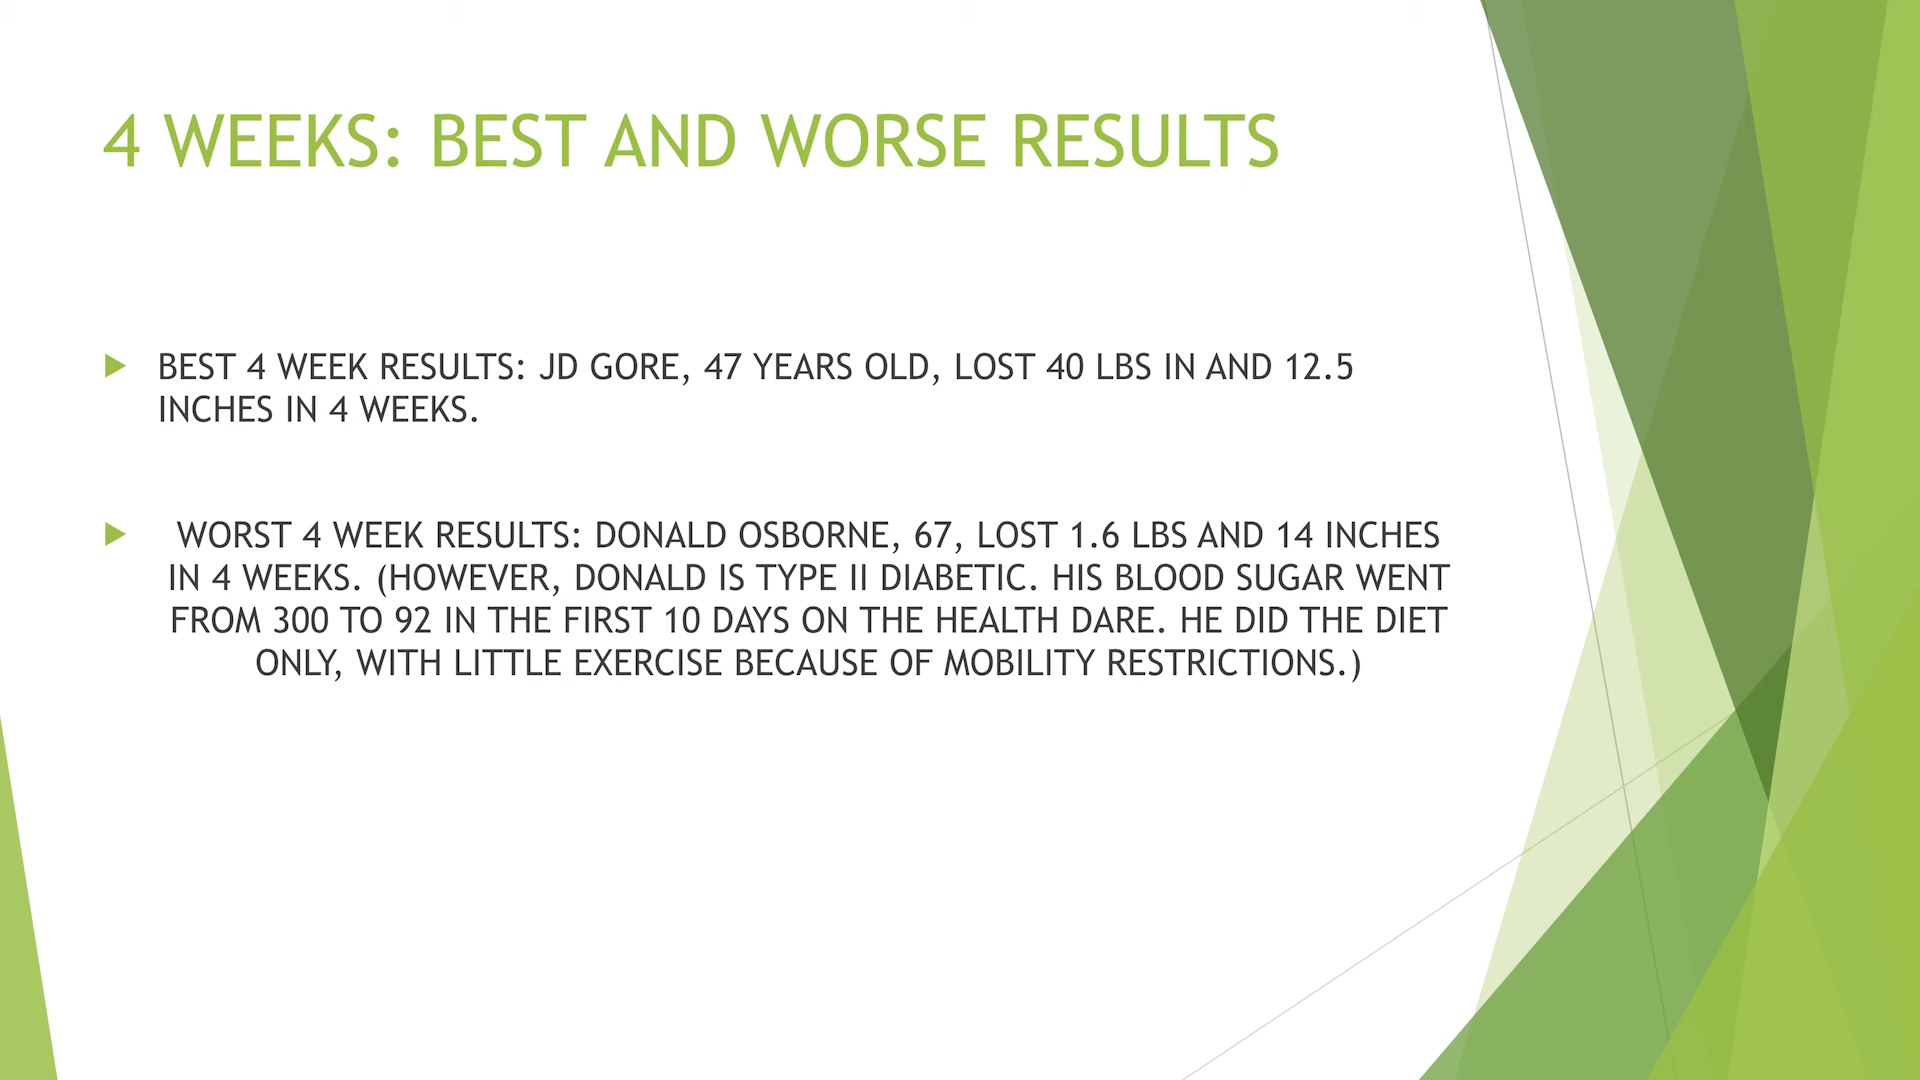 4 WEEKS: BEST AND WORSE RESULTS
BEST 4 WEEK RESULTS: JD GORE, 47 YEARS OLD, LOST 40 LBS IN AND 12.5
INCHES IN 4 WEEKS.
WORST 4 WEEK RESULTS: DONALD OSBORNE, 67, LOST 1.6 LBS AND 14 INCHES
IN 4 WEEKS. (HOWEVER, DONALD IS TYPE II DIABETIC. HIS BLOOD SUGAR WENT
FROM 300 TO 92 IN THE FIRST 10 DAYS ON THE HEALTH DARE. HE DID THE DIET
ONLY, WITH LITTLE EXERCISE BECAUSE OF MOBILITY RESTRICTIONS.)